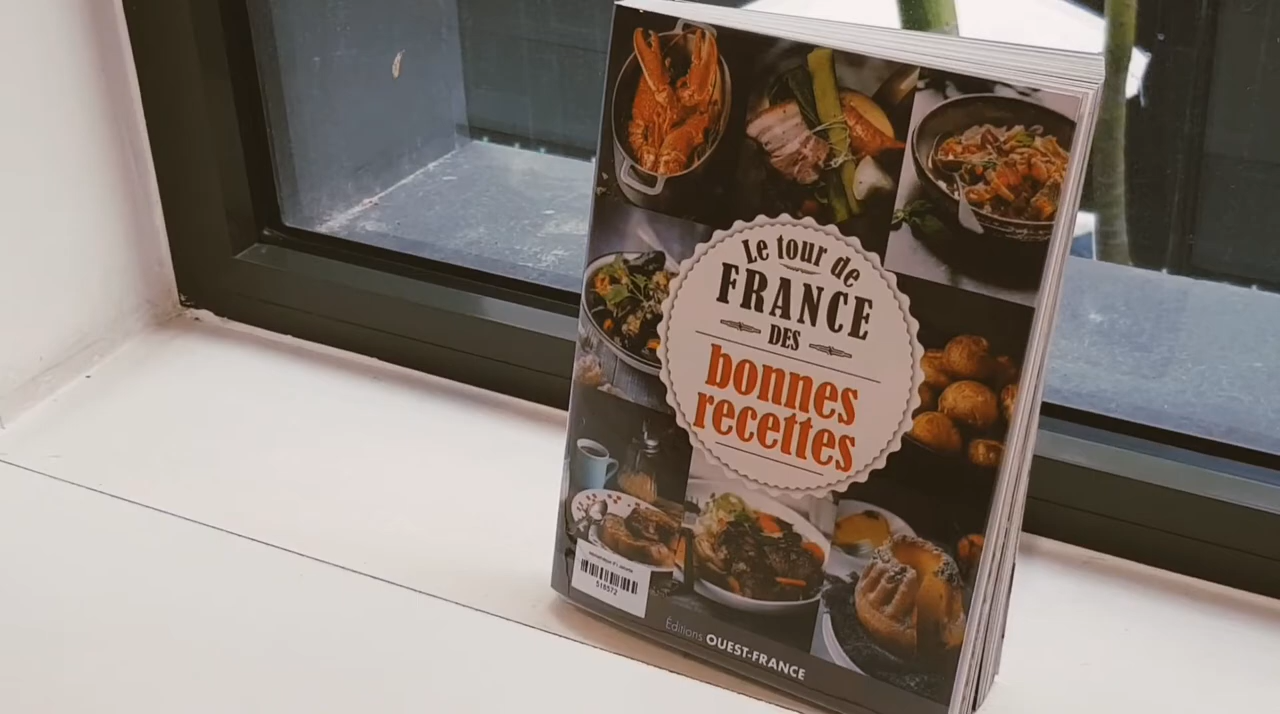 Le tour de
FRANCE
DES
bonnes
recettes
518572
Éditions OUEST-FRANCE